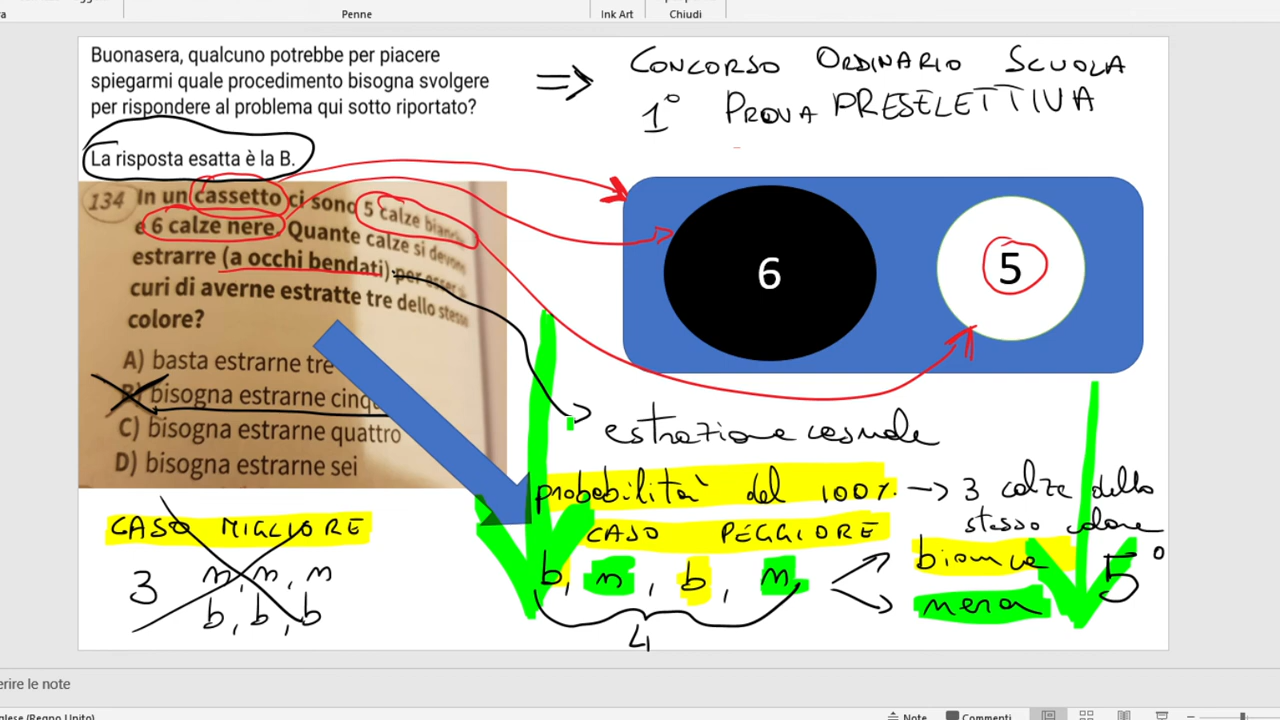 Penne
Ink Art
Chiudi
Buonasera, qualcuno potrebbe per piacere
spiegarmi quale procedimento bisogna svolgere
per rispondere al problema qui sotto riportato?
La risposta esatta è la B.
=> CONCORSO ORDINARIO SCUOLA
1° PROVA PRESELETTIVA
134 In un cassetto ci sono 5 calze
e 6 calze nere. Quante calze si devono
estrarre (a occhi bendati) per
curi di averne estratte tre dello stesso
colore?
A) basta estrarne tre
B) bisogna estrarne
C) bisogna estrarne quattro
D) bisogna estrarne sei
6
5
estrazione casuale
probabilità del 100% -> 3 calze dello
stesso colore
CASO MIGLIORE
3 n, n, n
b, b, b
CASO PEGGIORE
b, n, b, n
4
bianca
nera
5°
erire le note
glese (Regno Unito)
Note
Commenti